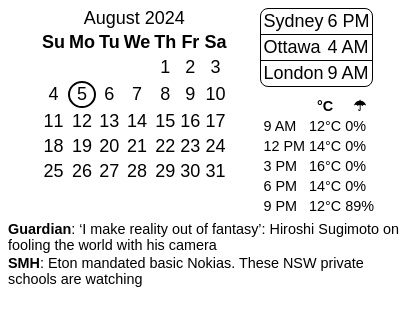 August 2024
Su Mo Tu We Th Fr Sa
1 2 3
4 5 6 7 8 9 10
11 12 13 14 15 16 17
18 19 20 21 22 23 24
25 26 27 28 29 30 31
Sydney 6 PM
Ottawa 4 AM
London 9 AM
°C ☂
9 AM 12°C 0%
12 PM 14°C 0%
3 PM 16°C 0%
6 PM 14°C 0%
9 PM 12°C 89%
Guardian: ‘I make reality out of fantasy’: Hiroshi Sugimoto on
fooling the world with his camera
SMH: Eton mandated basic Nokias. These NSW private
schools are watching